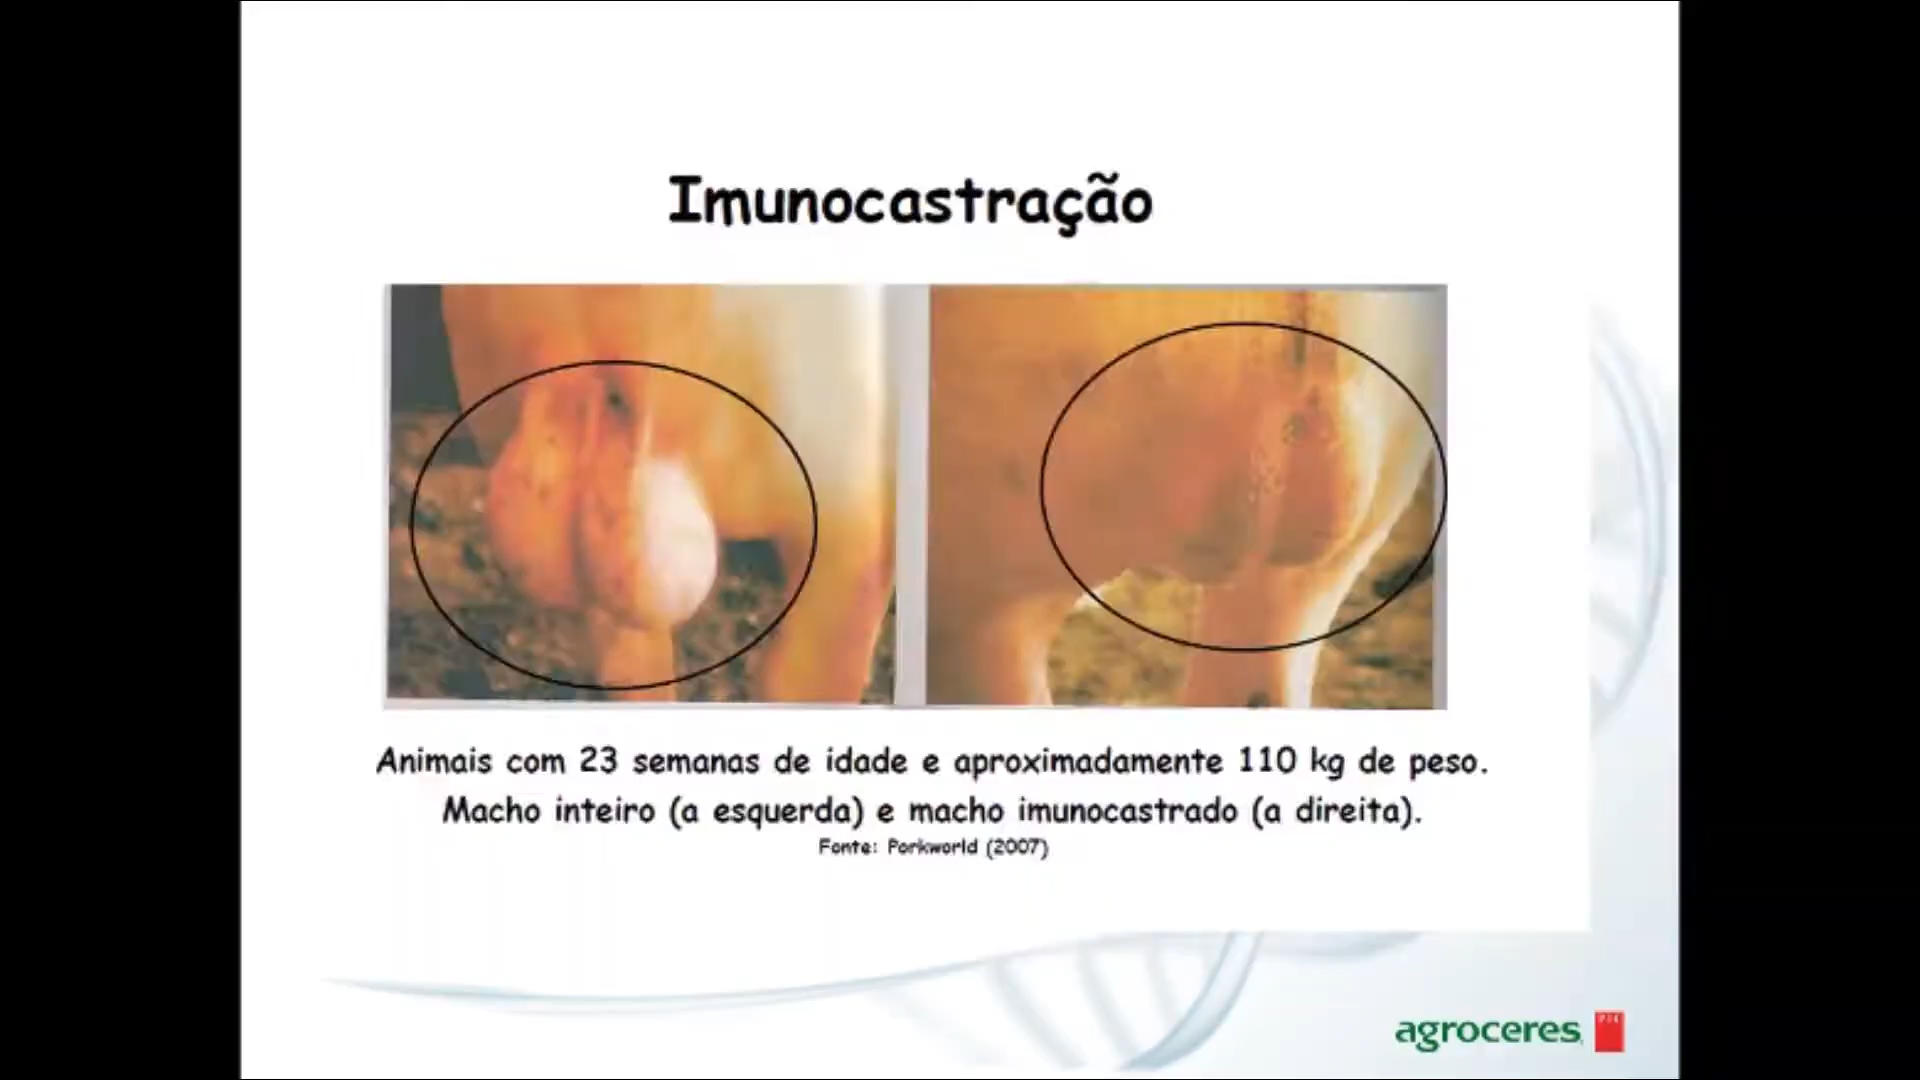 Imunocastração
Animais com 23 semanas de idade e aproximadamente 110 kg de peso.
Macho inteiro (a esquerda) e macho imunocastrado (a direita).
Fonte: Porkworld (2007)
agroceres
PIC